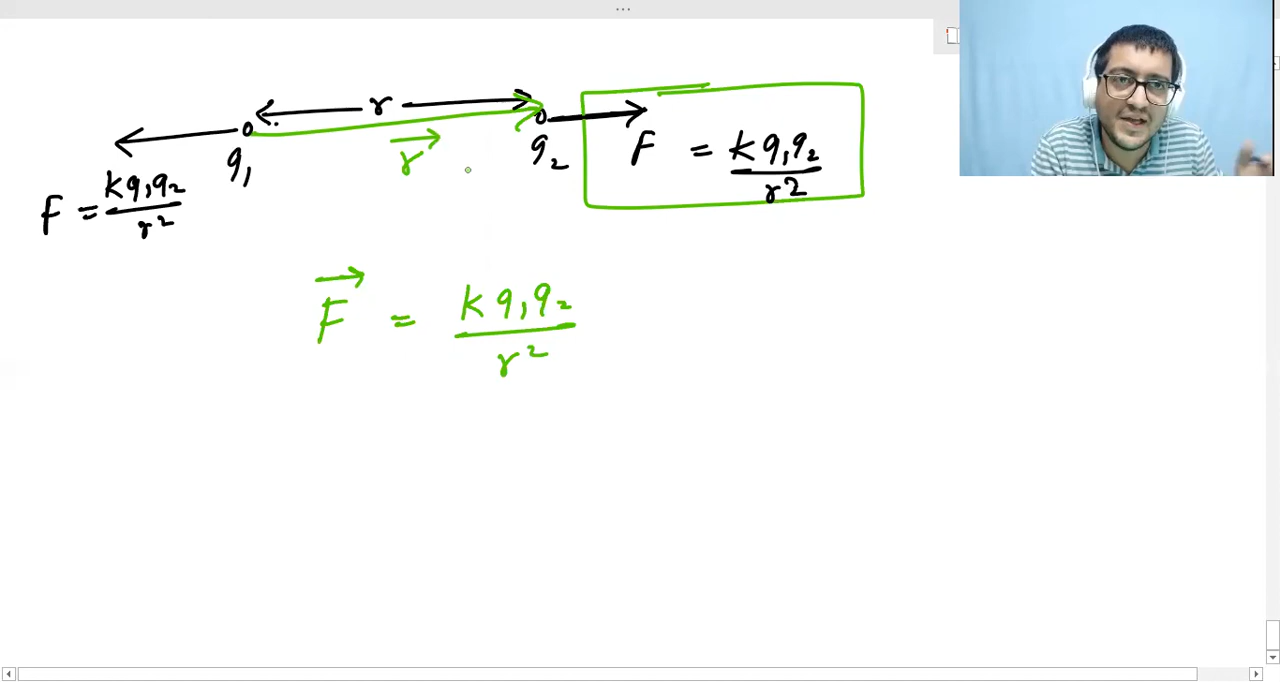 r
q₁
r⃗
q₂
F = kq₁q₂/r²
F = kq₁q₂/r²
F⃗ = kq₁q₂/r²